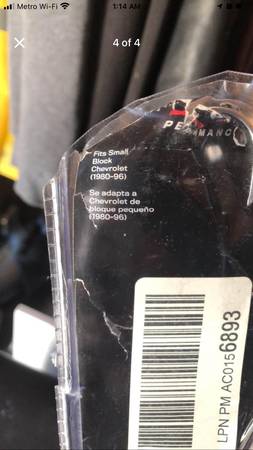 Metro Wi-Fi
1:14 AM
4 of 4
Fits Small
Block
Chevrolet
(1980-96)
Se adapta a
Chevrolet de
bloque pequeño
(1980-96)
LPN PM AC0156893